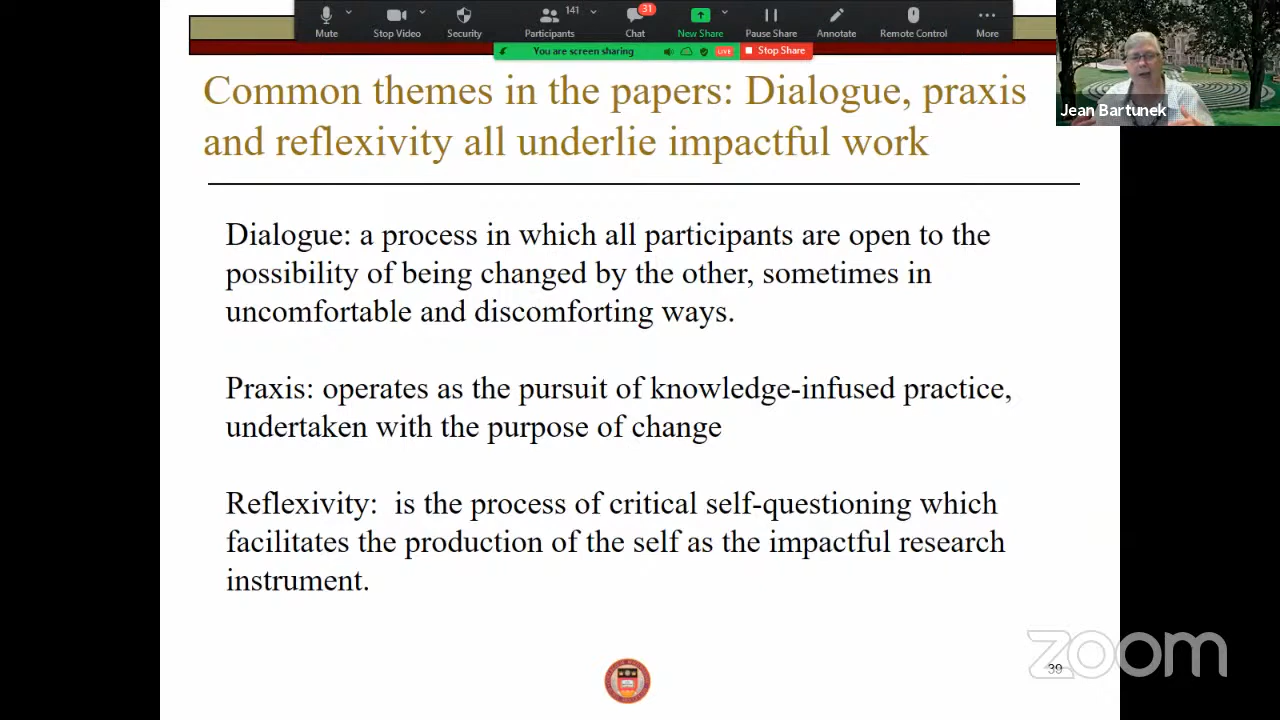 Mute
Stop Video
Security
141
Participants
31
Chat
New Share
Pause Share
Annotate
Remote Control
More
You are screen sharing
LIVE
Stop Share
Common themes in the papers: Dialogue, praxis
and reflexivity all underlie impactful work
Jean Bartunek
Dialogue: a process in which all participants are open to the
possibility of being changed by the other, sometimes in
uncomfortable and discomforting ways.
Praxis: operates as the pursuit of knowledge-infused practice,
undertaken with the purpose of change
Reflexivity:  is the process of critical self-questioning which
facilitates the production of the self as the impactful research
instrument.
zoom
39